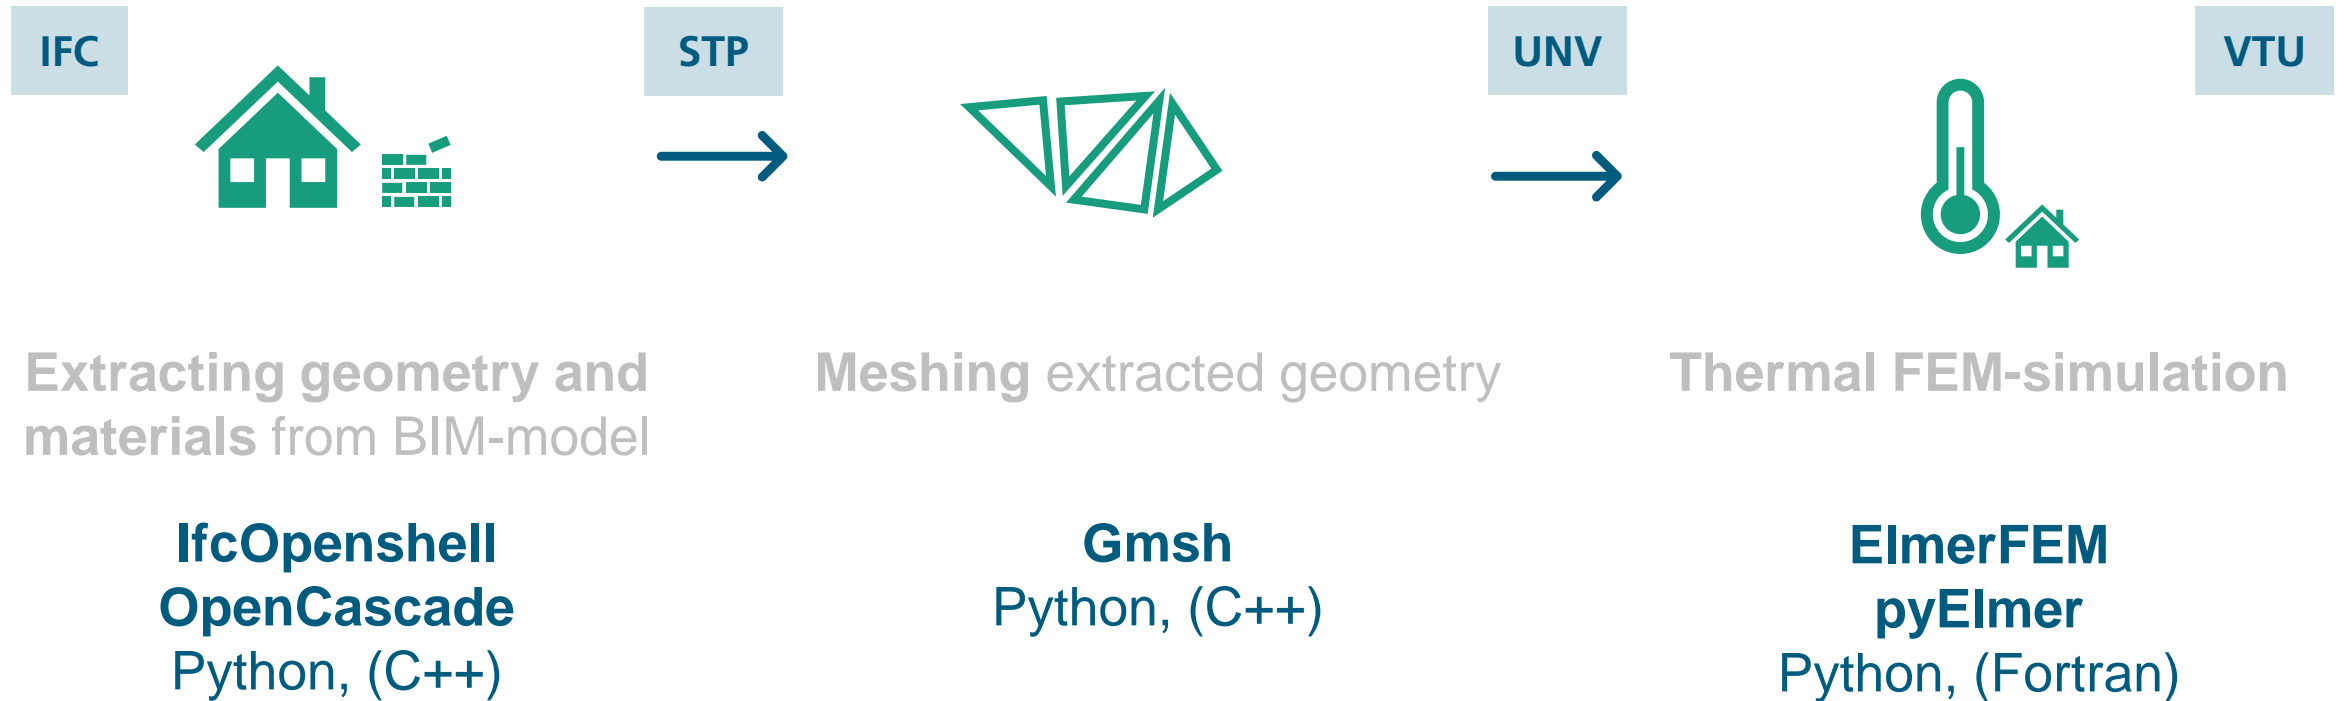 IFC
STP
UNV
VTU
Extracting geometry and
materials from BIM-model
Meshing extracted geometry
Thermal FEM-simulation
IfcOpenshell
OpenCascade
Python, (C++)
Gmsh
Python, (C++)
ElmerFEM
pyElmer
Python, (Fortran)